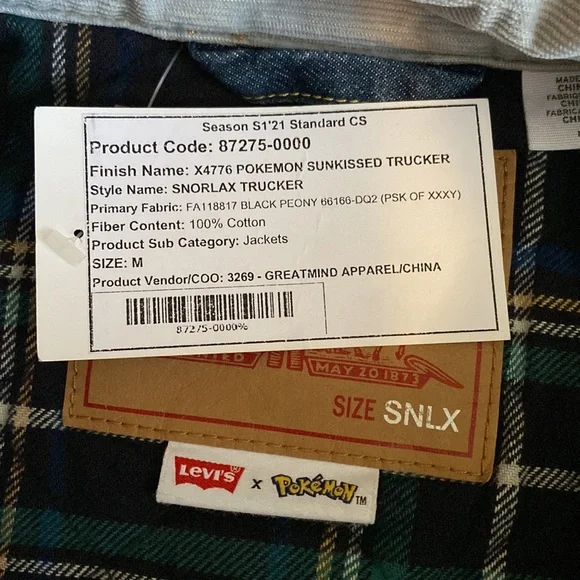 Season S1'21 Standard CS
Product Code: 87275-0000
Finish Name: X4776 POKEMON SUNKISSED TRUCKER
Style Name: SNORLAX TRUCKER
Primary Fabric: FA118817 BLACK PEONY 66166-DQ2 (PSK OF XXXY)
Fiber Content: 100% Cotton
Product Sub Category: Jackets
SIZE: M
Product Vendor/COO: 3269 - GREATMIND APPAREL/CHINA
87275-0000%
MAY 20 1873
SIZE SNLX
Levi's® x Pokémon TM
MADE